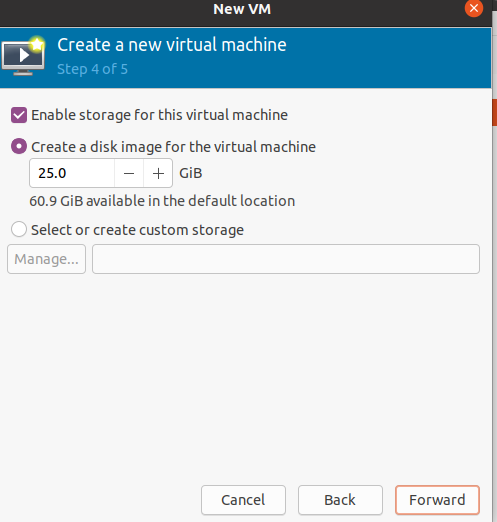 New VM
Create a new virtual machine
Step 4 of 5
Enable storage for this virtual machine
Create a disk image for the virtual machine
25.0 − + GiB
60.9 GiB available in the default location
Select or create custom storage
Manage...
Cancel Back Forward